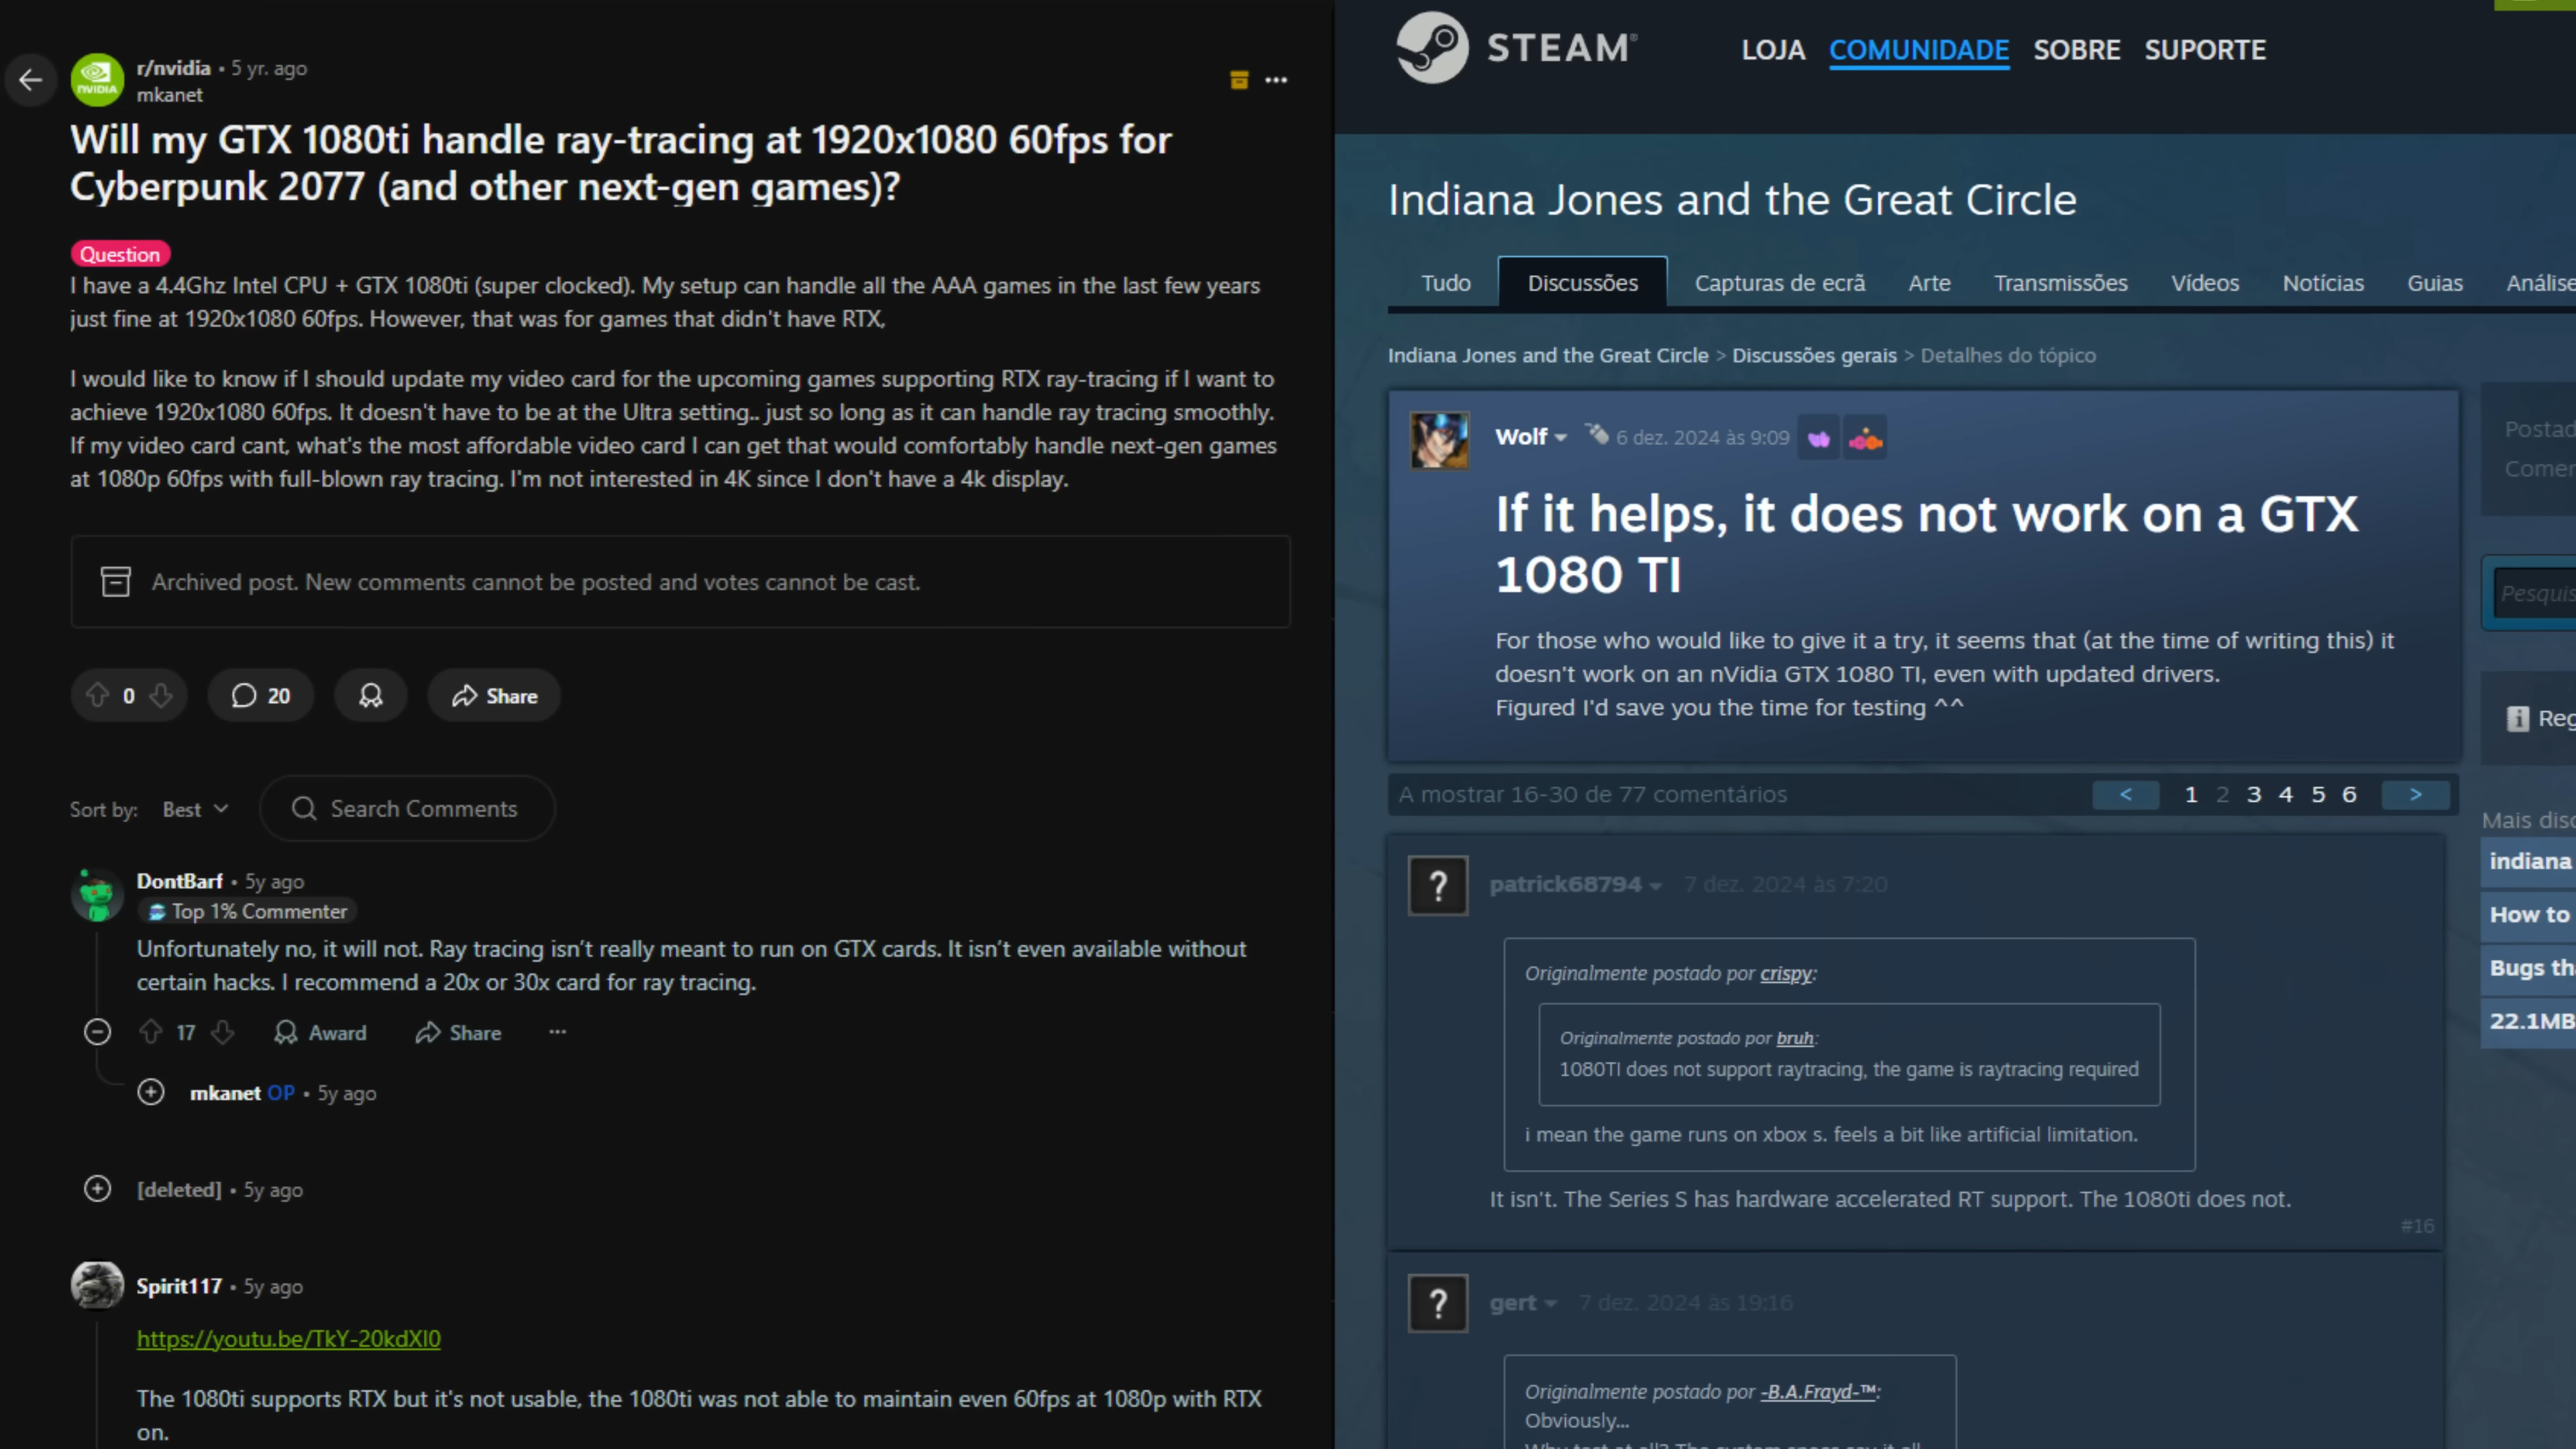 r/nvidia • 5 yr. ago
mkanet
Will my GTX 1080ti handle ray-tracing at 1920x1080 60fps for
Cyberpunk 2077 (and other next-gen games)?
Question
I have a 4.4Ghz Intel CPU + GTX 1080ti (super clocked). My setup can handle all the AAA games in the last few years
just fine at 1920x1080 60fps. However, that was for games that didn't have RTX,
I would like to know if I should update my video card for the upcoming games supporting RTX ray-tracing if I want to
achieve 1920x1080 60fps. It doesn't have to be at the Ultra setting.. just so long as it can handle ray tracing smoothly.
If my video card cant, what's the most affordable video card I can get that would comfortably handle next-gen games
at 1080p 60fps with full-blown ray tracing. I'm not interested in 4K since I don't have a 4k display.
Archived post. New comments cannot be posted and votes cannot be cast.
0
20
Share
Sort by: Best
Search Comments
DontBarf • 5y ago
Top 1% Commenter
Unfortunately no, it will not. Ray tracing isn't really meant to run on GTX cards. It isn't even available without
certain hacks. I recommend a 20x or 30x card for ray tracing.
17
Award
Share
mkanet OP • 5y ago
[deleted] • 5y ago
Spirit117 • 5y ago
https://youtu.be/TkY-20kdXI0
The 1080ti supports RTX but it's not usable, the 1080ti was not able to maintain even 60fps at 1080p with RTX
on.
STEAM
LOJA COMUNIDADE SOBRE SUPORTE
Indiana Jones and the Great Circle
Tudo Discussões Capturas de ecrã Arte Transmissões Vídeos Notícias Guias Análise
Indiana Jones and the Great Circle > Discussões gerais > Detalhes do tópico
Wolf 6 dez. 2024 às 9:09
If it helps, it does not work on a GTX
1080 TI
For those who would like to give it a try, it seems that (at the time of writing this) it
doesn't work on an nVidia GTX 1080 TI, even with updated drivers.
Figured I'd save you the time for testing ^^
A mostrar 16-30 de 77 comentários
< 1 2 3 4 5 6 >
patrick68794 7 dez. 2024 às 7:20
Originalmente postado por crispy:
Originalmente postado por bruh:
1080TI does not support raytracing, the game is raytracing required
i mean the game runs on xbox s. feels a bit like artificial limitation.
It isn't. The Series S has hardware accelerated RT support. The 1080ti does not.
#16
gert 7 dez. 2024 às 19:16
Originalmente postado por -B.A.Frayd-™:
Obviously...
Postad
Comen
Pesquis
Reg
Mais disc
indiana
How to
Bugs th
22.1MB